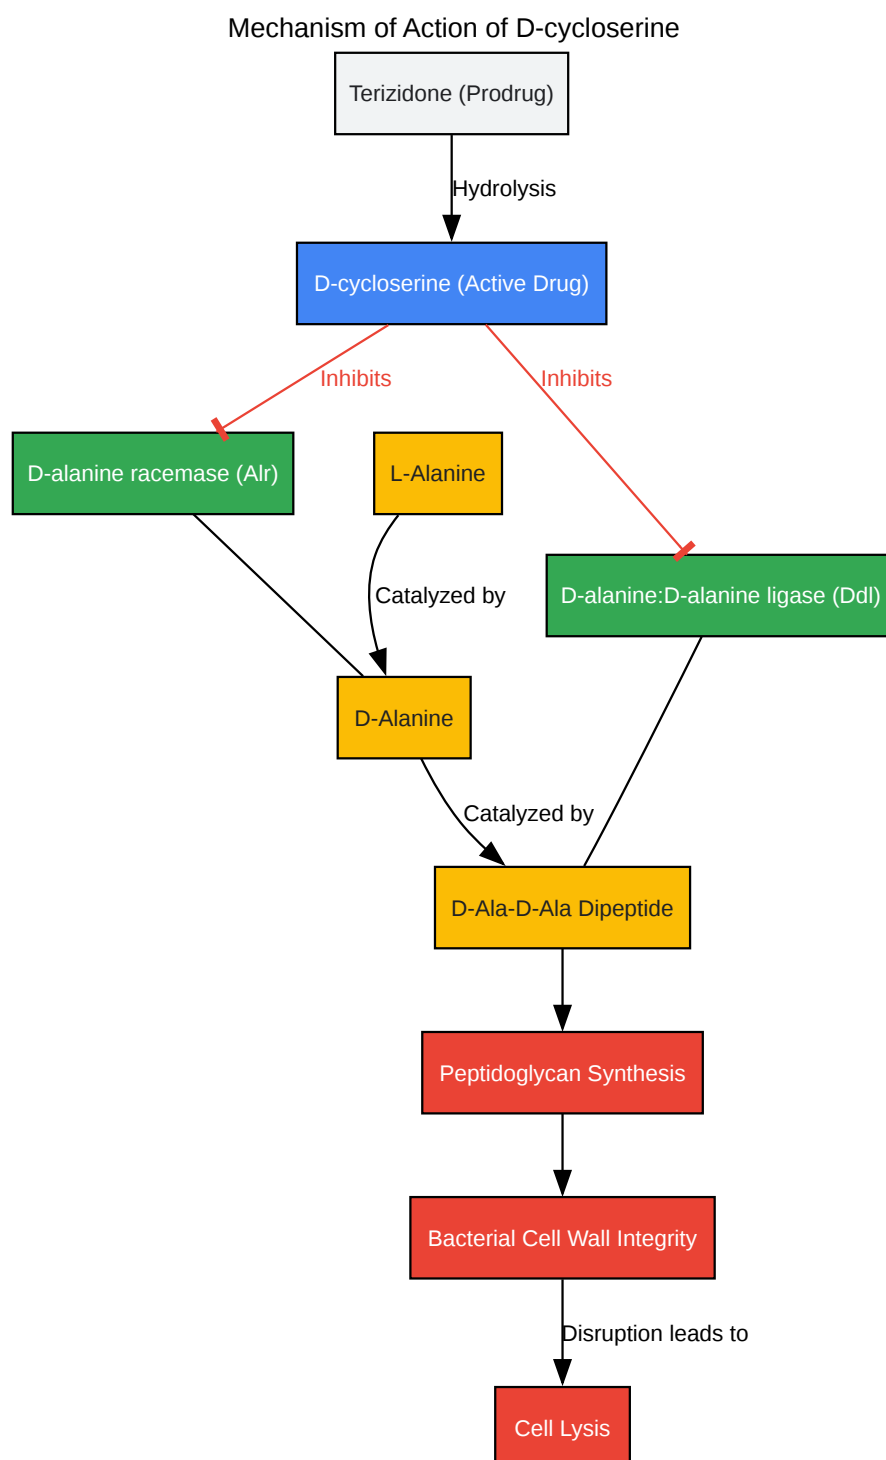 Mechanism of Action of D-cycloserine
Terizidone (Prodrug)
Hydrolysis
D-cycloserine (Active Drug)
Inhibits
Inhibits
D-alanine racemase (Alr)
L-Alanine
Catalyzed by
D-alanine:D-alanine ligase (Ddl)
D-Alanine
Catalyzed by
D-Ala-D-Ala Dipeptide
Peptidoglycan Synthesis
Bacterial Cell Wall Integrity
Disruption leads to
Cell Lysis